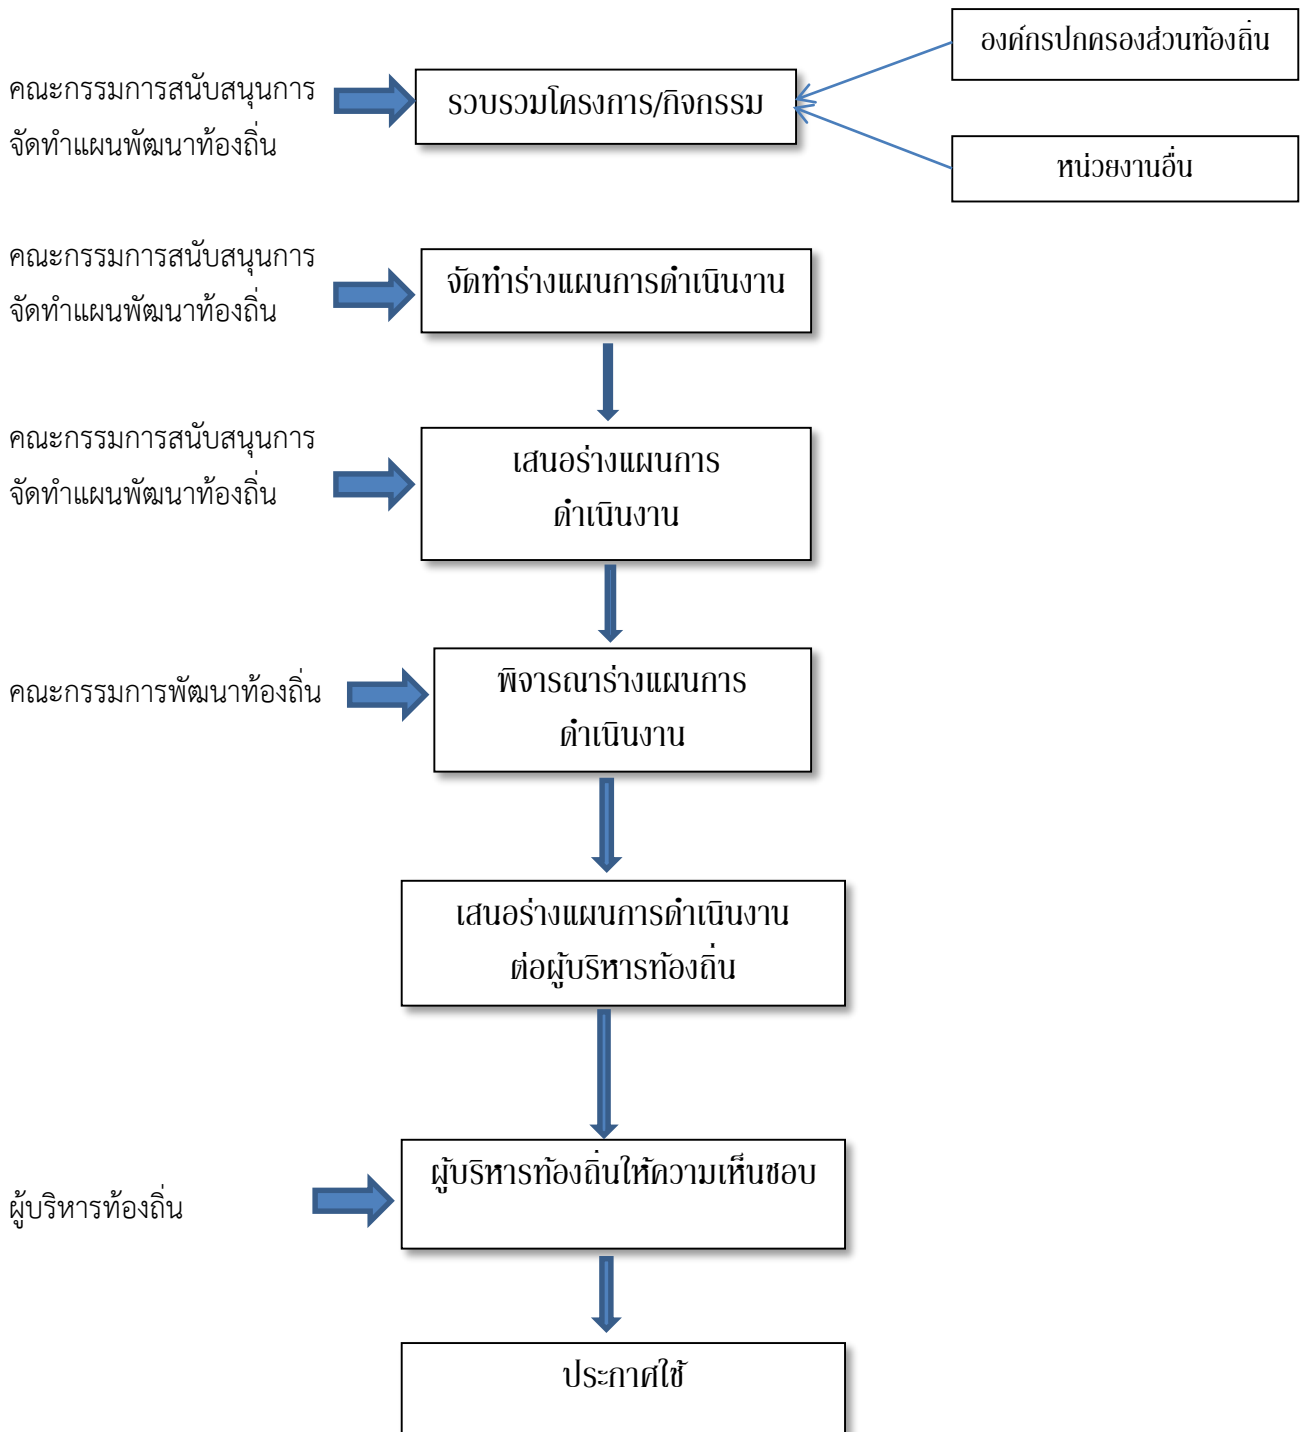 องค์กรปกครองส่วนท้องถิ่น
คณะกรรมการสนับสนุนการ
จัดทำแผนพัฒนาท้องถิ่น
รวบรวมโครงการ/กิจกรรม
หน่วยงานอื่น
คณะกรรมการสนับสนุนการ
จัดทำแผนพัฒนาท้องถิ่น
จัดทำร่างแผนการดำเนินงาน
คณะกรรมการสนับสนุนการ
จัดทำแผนพัฒนาท้องถิ่น
เสนอร่างแผนการ
ดำเนินงาน
คณะกรรมการพัฒนาท้องถิ่น
พิจารณาร่างแผนการ
ดำเนินงาน
เสนอร่างแผนการดำเนินงาน
ต่อผู้บริหารท้องถิ่น
ผู้บริหารท้องถิ่น
ผู้บริหารท้องถิ่นให้ความเห็นชอบ
ประกาศใช้